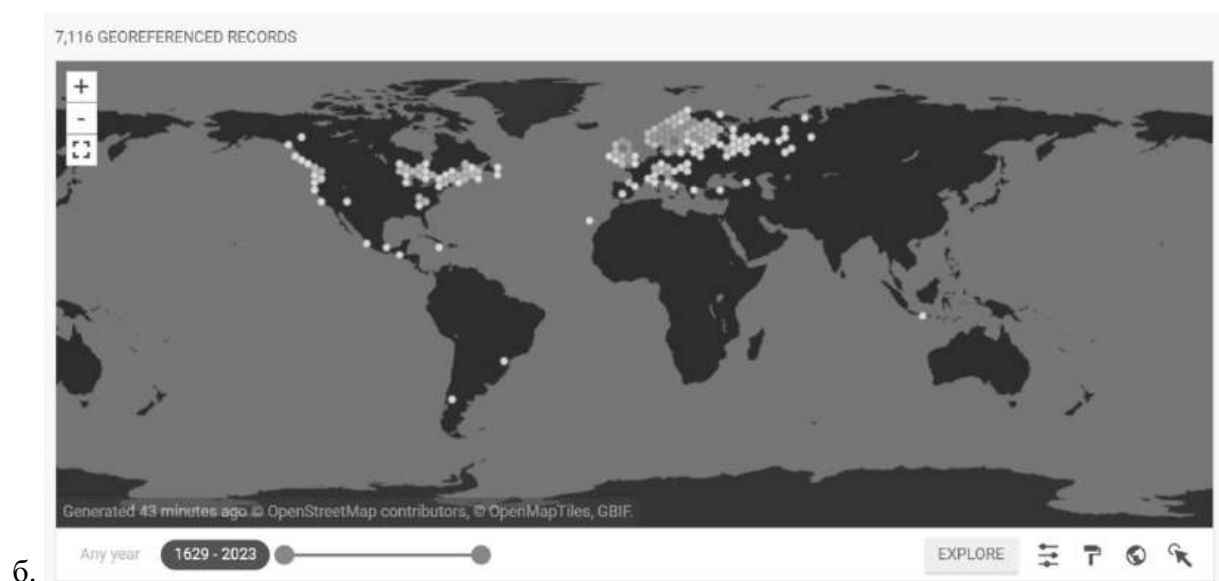 7,116 GEOREFERENCED RECORDS
+
-
Generated 43 minutes ago © OpenStreetMap contributors, © OpenMapTiles, GBIF.
Any year 1629 - 2023 EXPLORE
б.